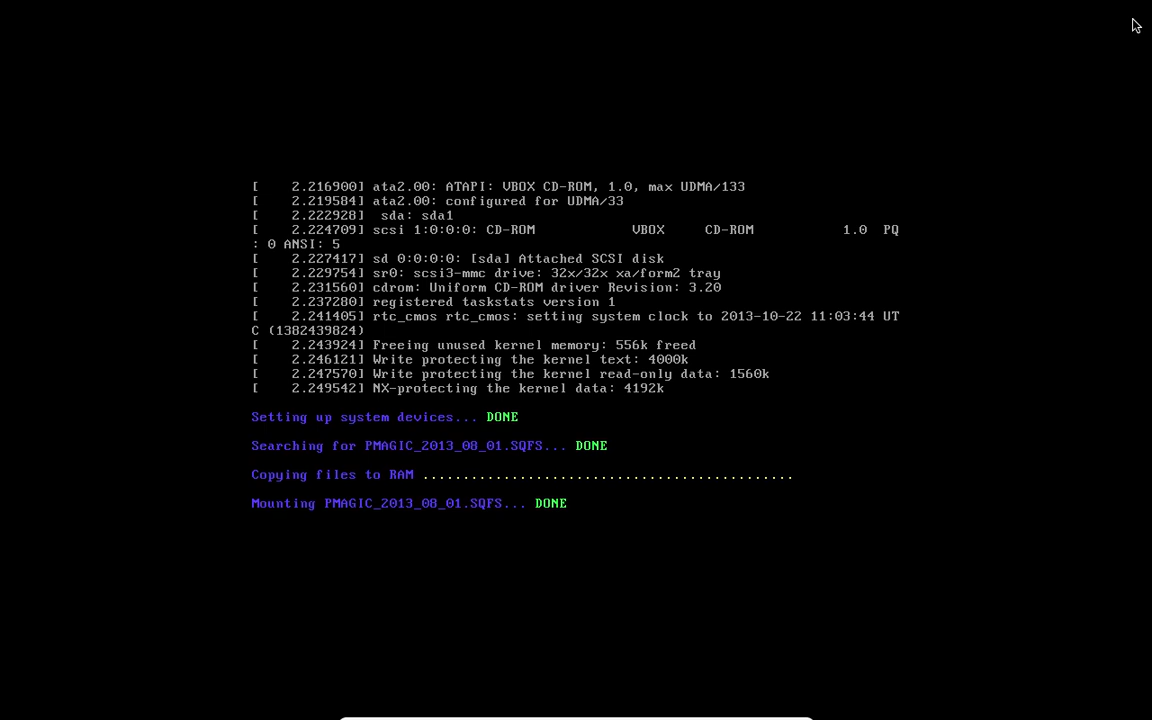 [    2.216900] ata2.00: ATAPI: VBOX CD-ROM, 1.0, max UDMA/133
[    2.219584] ata2.00: configured for UDMA/33
[    2.222928]  sda: sda1
[    2.224709] scsi 1:0:0:0: CD-ROM            VBOX     CD-ROM           1.0  PQ
: 0 ANSI: 5
[    2.227417] sd 0:0:0:0: [sda] Attached SCSI disk
[    2.229754] sr0: scsi3-mmc drive: 32x/32x xa/form2 tray
[    2.231560] cdrom: Uniform CD-ROM driver Revision: 3.20
[    2.237280] registered taskstats version 1
[    2.241405] rtc_cmos rtc_cmos: setting system clock to 2013-10-22 11:03:44 UT
C (1382439824)
[    2.243924] Freeing unused kernel memory: 556k freed
[    2.246121] Write protecting the kernel text: 4000k
[    2.247570] Write protecting the kernel read-only data: 1560k
[    2.249542] NX-protecting the kernel data: 4192k
Setting up system devices... DONE
Searching for PMAGIC_2013_08_01.SQFS... DONE
Copying files to RAM ..............................................
Mounting PMAGIC_2013_08_01.SQFS... DONE